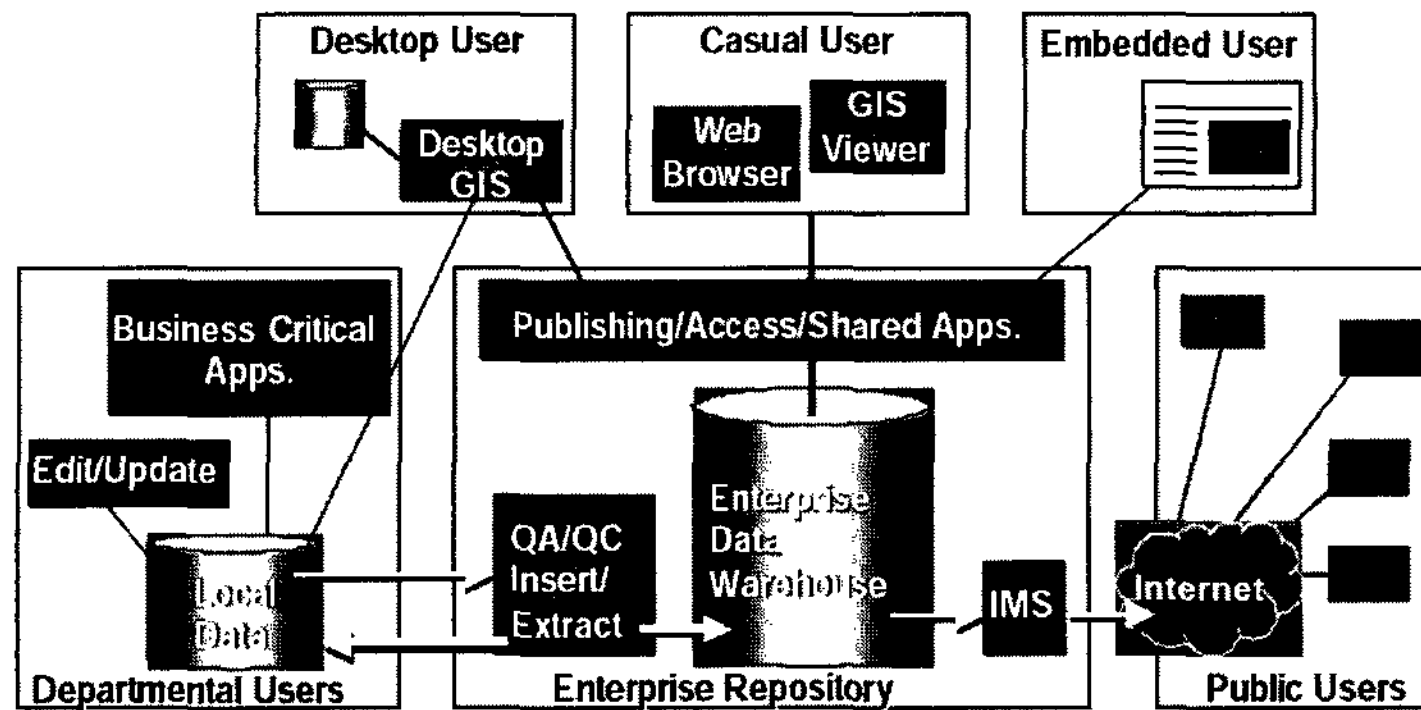 Desktop User
Desktop
GIS
Casual User
Web
Browser
GIS
Viewer
Embedded User
Business Critical
Apps.
Edit/Update
Local
Data
Departmental Users
Publishing/Access/Shared Apps.
QA/QC
Insert/
Extract
Enterprise
Data
Warehouse
IMS
Enterprise Repository
Internet
Public Users